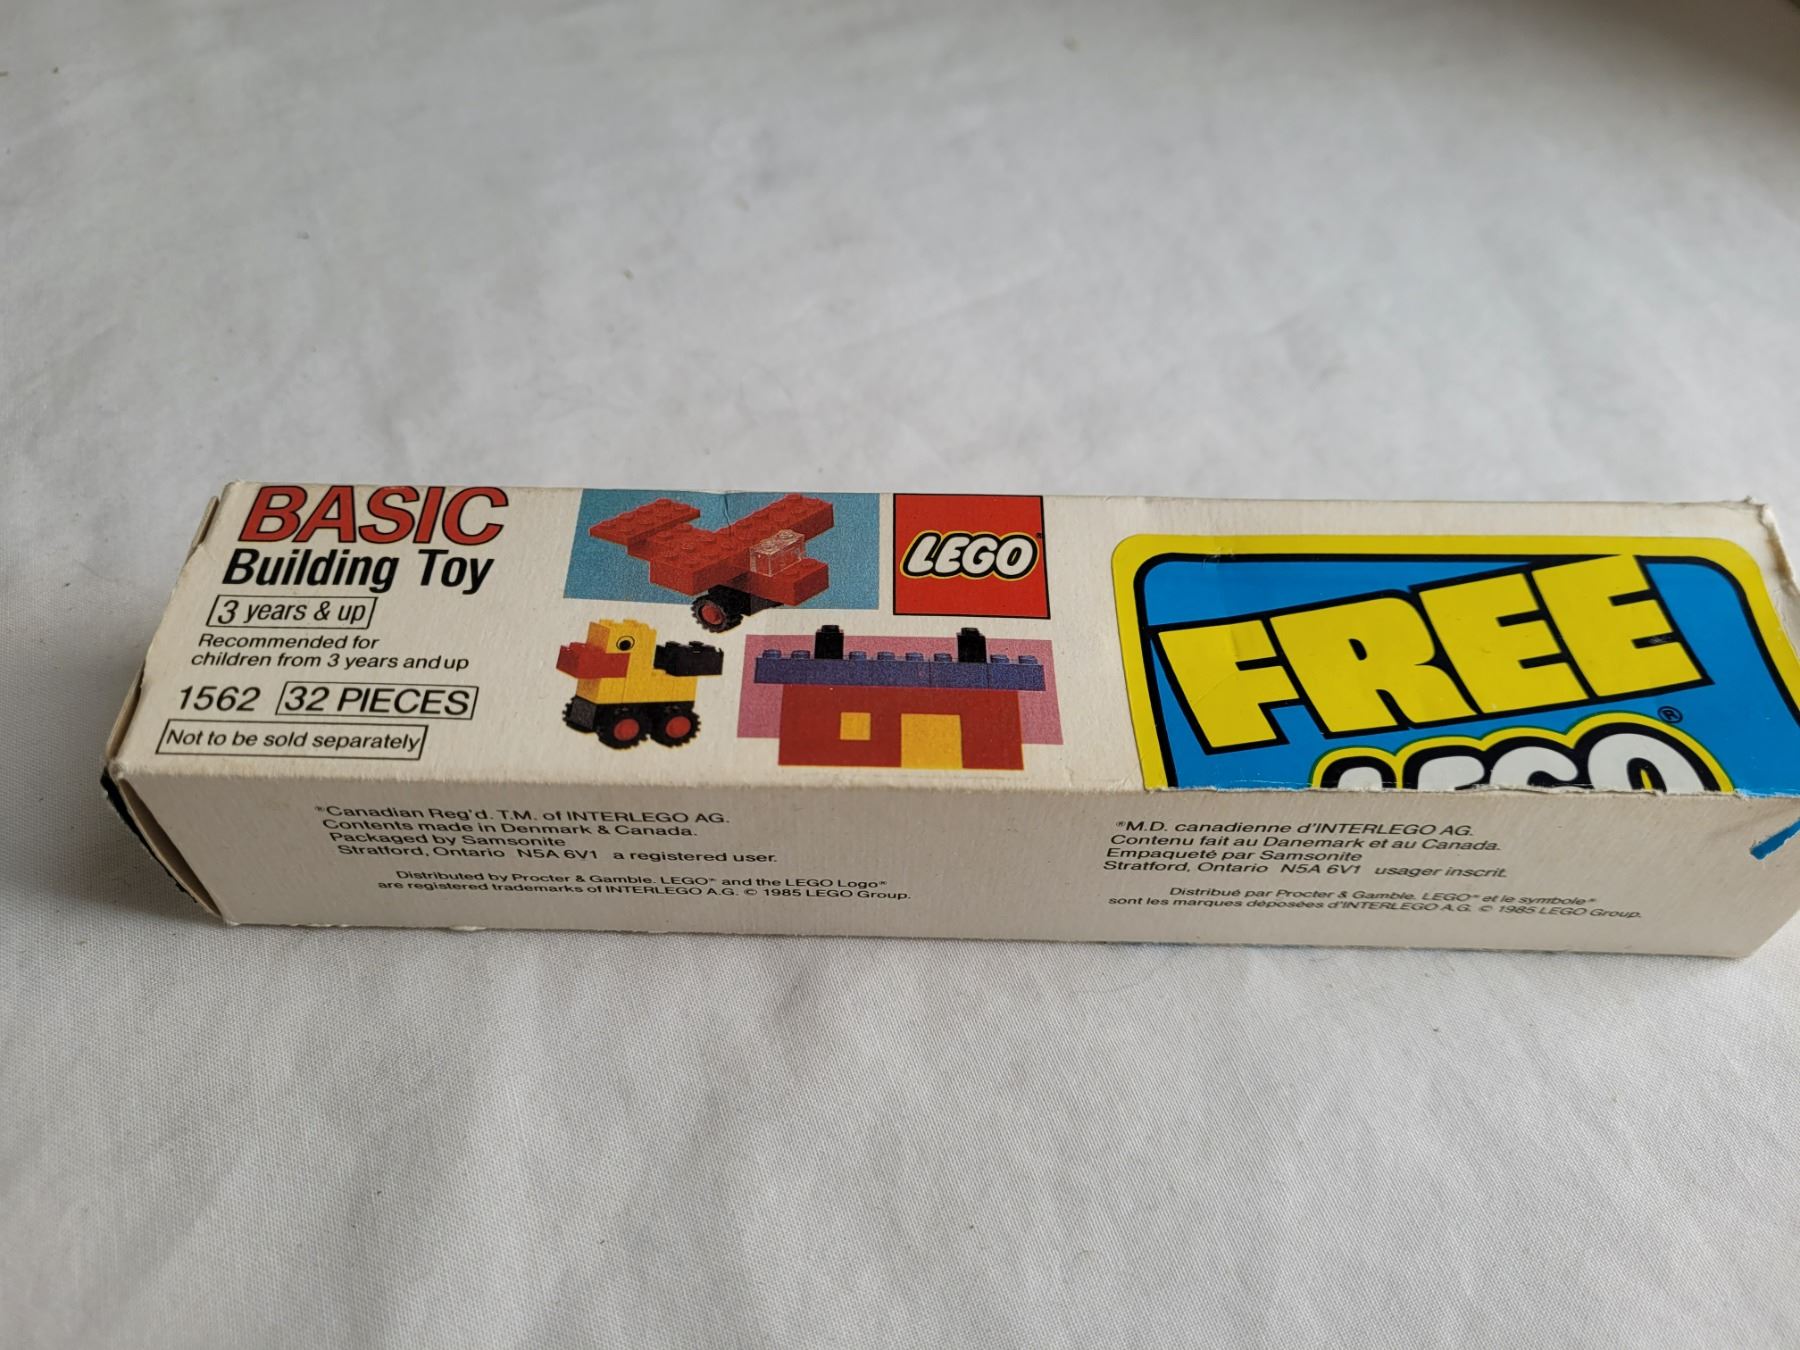 BASIC
Building Toy
3 years & up
Recommended for
children from 3 years and up
1562 32 PIECES
Not to be sold separately
LEGO
FREE
LEGO®
®Canadian Reg'd. T.M. of INTERLEGO AG.
Contents made in Denmark & Canada.
Packaged by Samsonite
Stratford, Ontario N5A 6V1 a registered user.
Distributed by Procter & Gamble. LEGO® and the LEGO Logo®
are registered trademarks of INTERLEGO A.G. © 1985 LEGO Group.
®M.D. canadienne d'INTERLEGO AG.
Contenu fait au Danemark et au Canada.
Empaqueté par Samsonite
Stratford, Ontario N5A 6V1 usager inscrit.
Distribué par Procter & Gamble. LEGO® et le symbole®
sont les marques déposées d'INTERLEGO A.G. © 1985 LEGO Group.